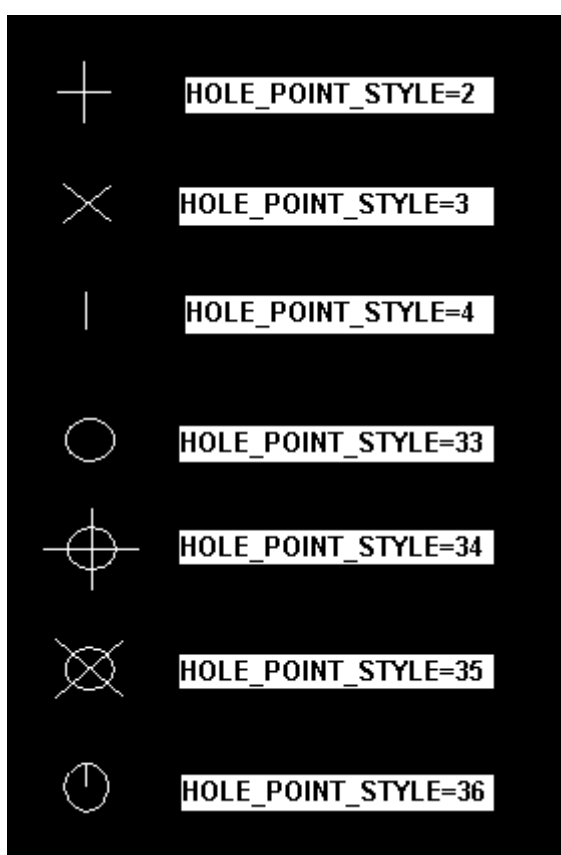 HOLE_POINT_STYLE=2
HOLE_POINT_STYLE=3
HOLE_POINT_STYLE=4
HOLE_POINT_STYLE=33
HOLE_POINT_STYLE=34
HOLE_POINT_STYLE=35
HOLE_POINT_STYLE=36